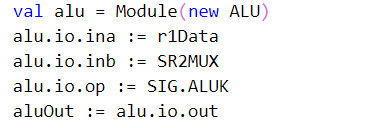 val alu = Module(new ALU)
alu.io.ina := r1Data
alu.io.inb := SR2MUX
alu.io.op := SIG.ALUK
aluOut := alu.io.out